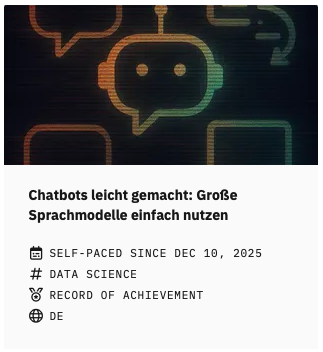 Chatbots leicht gemacht: Große
Sprachmodelle einfach nutzen
SELF-PACED SINCE DEC 10, 2025
DATA SCIENCE
RECORD OF ACHIEVEMENT
DE